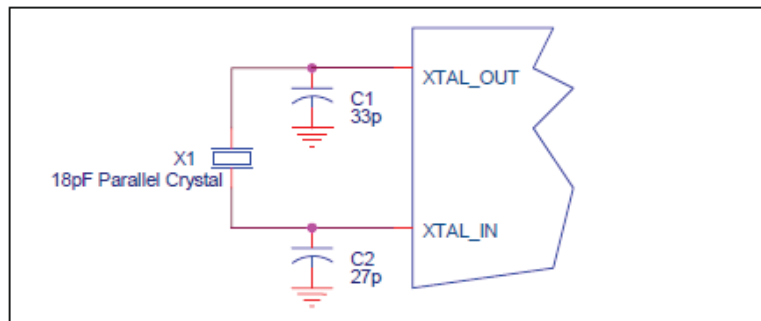 XTAL_OUT
C1
33p
X1
18pF Parallel Crystal
XTAL_IN
C2
27p